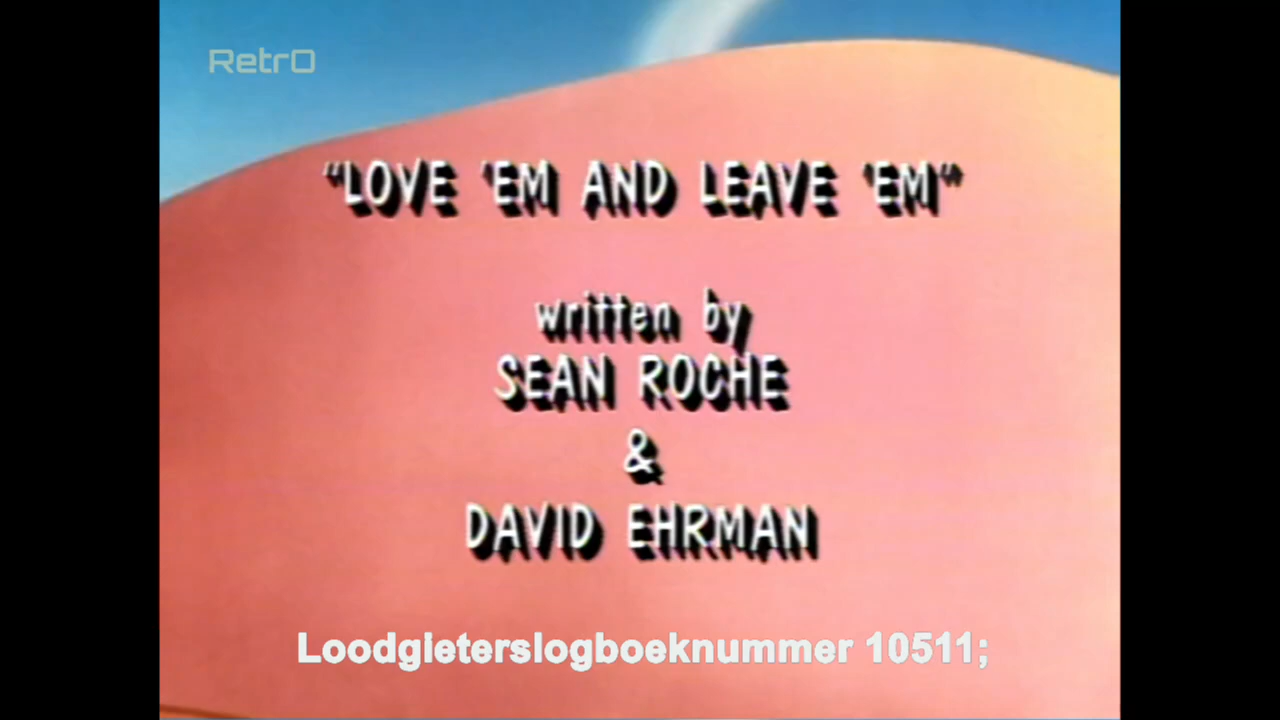 RetrO
"LOVE 'EM AND LEAVE 'EM"
written by
SEAN ROCHE
&
DAVID EHRMAN
Loodgieterslogboeknummer 10511;